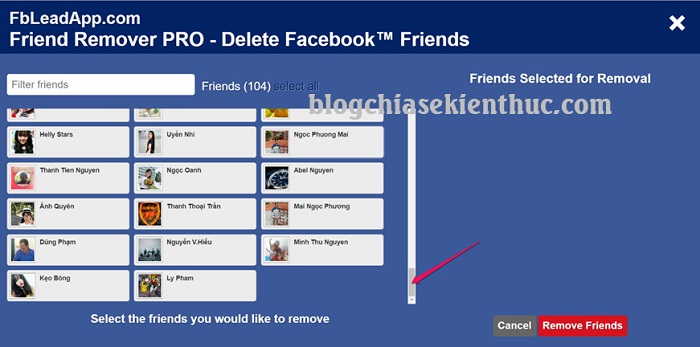 FbLeadApp.com
Friend Remover PRO - Delete Facebook™ Friends
Filter friends
Friends (104) select all
Friends Selected for Removal
blogchiasekienthuc.com
Helly Stars
Uyển Nhi
Ngoc Phuong Mai
Thanh Tien Nguyen
Ngọc Oanh
Abel Nguyen
Ánh Quyên
Thanh Thoại Trần
Mai Ngọc Phương
Dũng Phạm
Nguyễn V.Hiếu
Minh Thu Nguyen
Kẹo Bông
Ly Pham
Select the friends you would like to remove
Cancel
Remove Friends